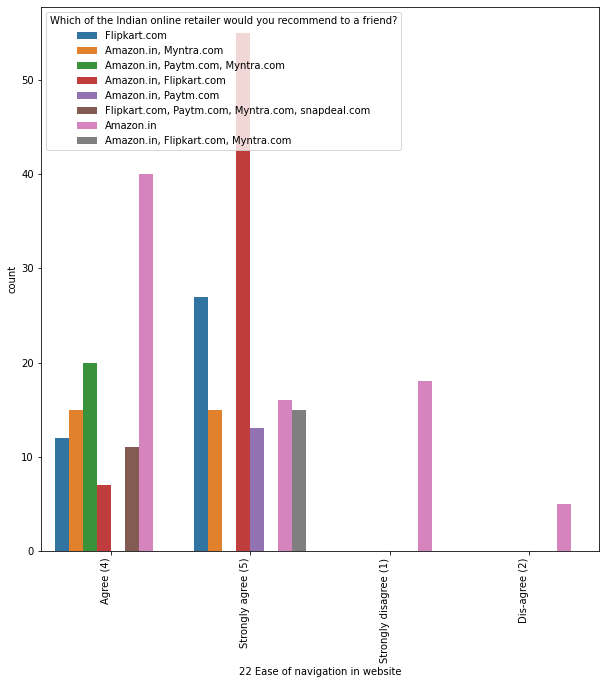 Which of the Indian online retailer would you recommend to a friend?
Flipkart.com
Amazon.in, Myntra.com
Amazon.in, Paytm.com, Myntra.com
Amazon.in, Flipkart.com
Amazon.in, Paytm.com
Flipkart.com, Paytm.com, Myntra.com, snapdeal.com
Amazon.in
Amazon.in, Flipkart.com, Myntra.com
50
40
30
20
10
0
count
Agree (4)
Strongly agree (5)
Strongly disagree (1)
Dis-agree (2)
22 Ease of navigation in website